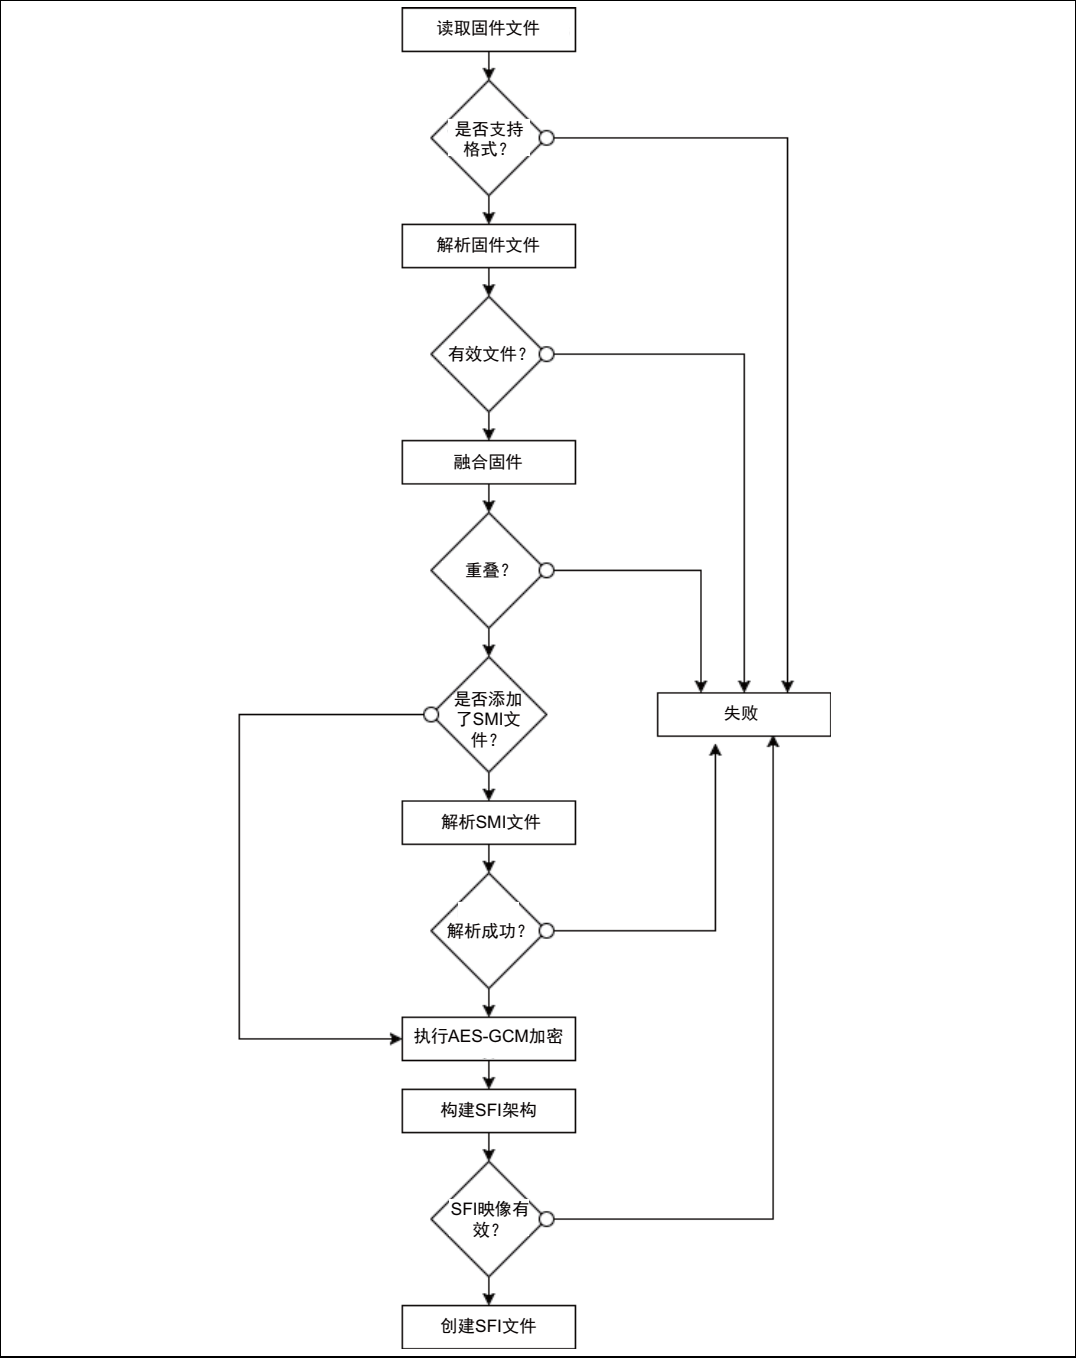 读取固件文件
是否支持
格式？
解析固件文件
有效文件？
融合固件
重叠？
是否添加
了SMI文
件？
失败
解析SMI文件
解析成功？
执行AES-GCM加密
构建SFI架构
SFI映像有
效？
创建SFI文件